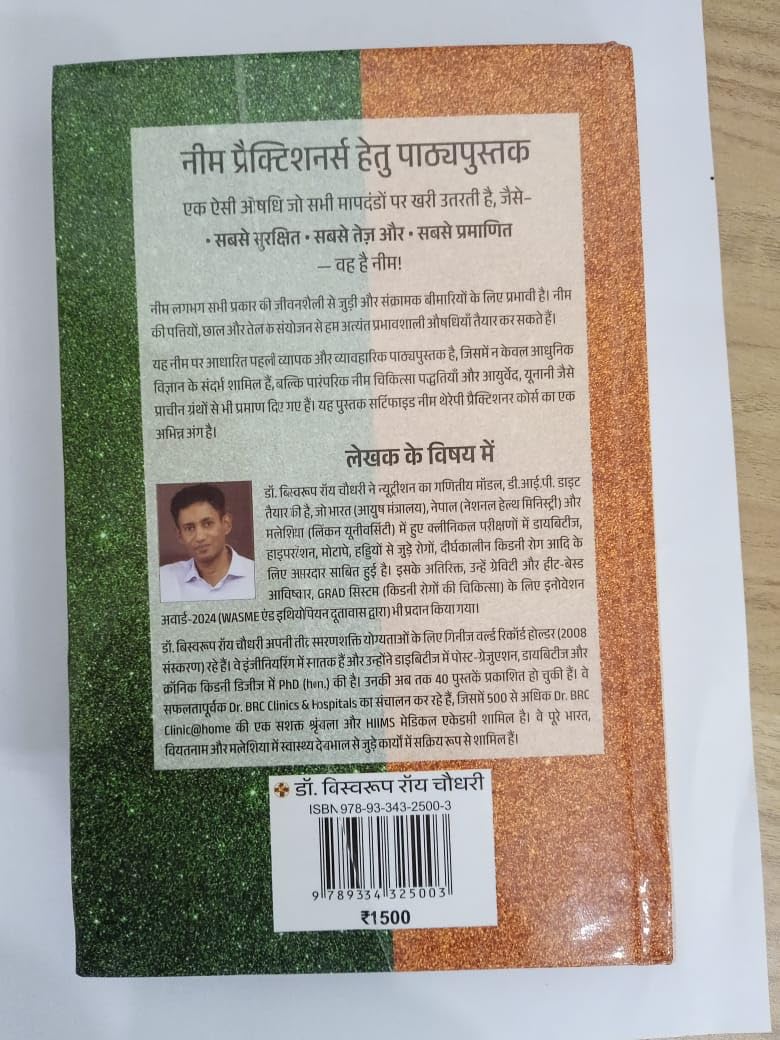 नीम प्रैक्टिशनर्स हेतु पाठ्यपुस्तक
एक ऐसी औषधि जो सभी मापदंडों पर खरी उतरती है, जैसे–
• सबसे सुरक्षित • सबसे तेज़ और • सबसे प्रमाणित
— वह है नीम!
नीम लगभग सभी प्रकार की जीवनशैली से जुड़ी और संक्रामक बीमारियों के लिए प्रभावी है। नीम
की पत्तियों, छाल और तेल के संयोजन से हम अत्यंत प्रभावशाली औषधियाँ तैयार कर सकते हैं।
यह नीम पर आधारित पहली व्यापक और व्यावहारिक पाठ्यपुस्तक है, जिसमें न केवल आधुनिक
विज्ञान के संदर्भ शामिल हैं, बल्कि पारंपरिक नीम चिकित्सा पद्धतियाँ और आयुर्वेद, यूनानी जैसे
प्राचीन ग्रंथों से भी प्रमाण दिए गए हैं। यह पुस्तक सर्टिफाइड नीम थेरेपी प्रैक्टिशनर कोर्स का एक
अभिन्न अंग है।
लेखक के विषय में
डॉ. बिस्वरूप रॉय चौधरी ने न्यूट्रीशन का गणितीय मॉडल, डी.आई.पी. डाइट
तैयार की है, जो भारत (आयुष मंत्रालय), नेपाल (नेशनल हेल्थ मिनिस्ट्री) और
मलेशिया (लिंकन यूनीवर्सिटी) में हुए क्लीनिकल परीक्षणों में डायबिटीज,
हाइपरटेंशन, मोटापे, हड्डियों से जुड़े रोगों, दीर्घकालीन किडनी रोग आदि के
लिए असरदार साबित हुई है। इसके अतिरिक्त, उन्हें ग्रेविटी और हीट-बेस्ड
आविष्कार, GRAD सिस्टम (किडनी रोगों की चिकित्सा) के लिए इनोवेशन
अवार्ड-2024 (WASME एंड इथियोपियन दूतावास द्वारा) भी प्रदान किया गया।
डॉ. बिस्वरूप रॉय चौधरी अपनी तीव्र स्मरणशक्ति योग्यताओं के लिए गिनीज वर्ल्ड रिकॉर्ड होल्डर (2008
संस्करण) रहे हैं। वे इंजीनियरिंग में स्नातक हैं और उन्होंने डाइबिटीज में पोस्ट-ग्रेजुएशन, डायबिटीज और
क्रॉनिक किडनी डिजीज में PhD (hon.) की है। उनकी अब तक 40 पुस्तकें प्रकाशित हो चुकी हैं। वे
सफलतापूर्वक Dr. BRC Clinics & Hospitals का संचालन कर रहे हैं, जिसमें 500 से अधिक Dr. BRC
Clinic@home की एक सशक्त श्रृंखला और HIIMS मेडिकल एकेडमी शामिल है। वे पूरे भारत,
वियतनाम और मलेशिया में स्वास्थ्य देखभाल से जुड़े कार्यों में सक्रिय रूप से शामिल हैं।
डॉ. विस्वरूप रॉय चौधरी
ISBN 978-93-343-2500-3
9 789334 325003
₹1500